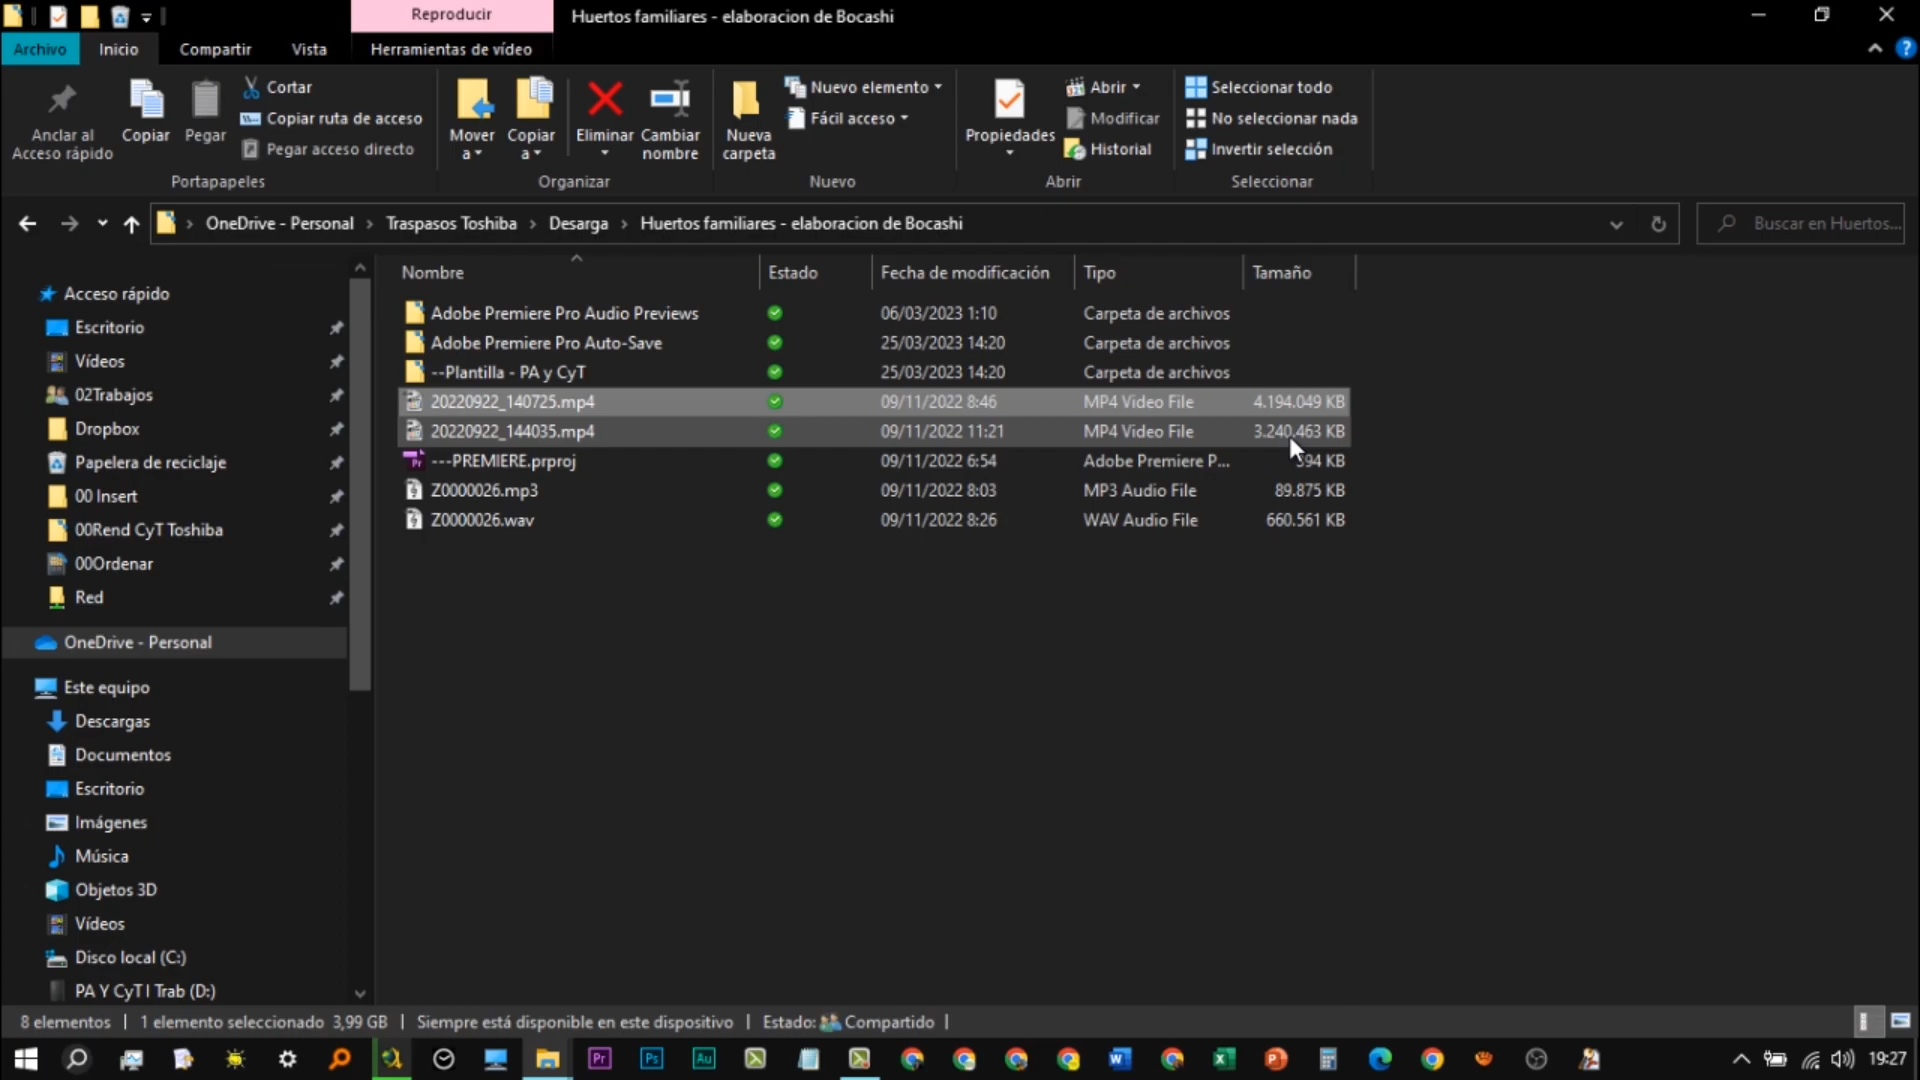 Reproducir
Huertos familiares - elaboracion de Bocashi
Archivo
Inicio
Compartir
Vista
Herramientas de vídeo
Anclar al
Acceso rápido
Copiar
Pegar
Cortar
Copiar ruta de acceso
Pegar acceso directo
Portapapeles
Mover
a
Copiar
a
Eliminar
Cambiar
nombre
Organizar
Nueva
carpeta
Nuevo elemento
Fácil acceso
Nuevo
Propiedades
Abrir
Modificar
Historial
Abrir
Seleccionar todo
No seleccionar nada
Invertir selección
Seleccionar
OneDrive - Personal > Traspasos Toshiba > Desarga > Huertos familiares - elaboracion de Bocashi
Buscar en Huertos...
Nombre Estado Fecha de modificación Tipo Tamaño
Adobe Premiere Pro Audio Previews 06/03/2023 1:10 Carpeta de archivos
Adobe Premiere Pro Auto-Save 25/03/2023 14:20 Carpeta de archivos
--Plantilla - PA y CyT 25/03/2023 14:20 Carpeta de archivos
20220922_140725.mp4 09/11/2022 8:46 MP4 Video File 4.194.049 KB
20220922_144035.mp4 09/11/2022 11:21 MP4 Video File 3.240.463 KB
---PREMIERE.prproj 09/11/2022 6:54 Adobe Premiere P... KB
Z0000026.mp3 09/11/2022 8:03 MP3 Audio File 89.875 KB
Z0000026.wav 09/11/2022 8:26 WAV Audio File 660.561 KB
Acceso rápido
Escritorio
Vídeos
02Trabajos
Dropbox
Papelera de reciclaje
00 Insert
00Rend CyT Toshiba
00Ordenar
Red
OneDrive - Personal
Este equipo
Descargas
Documentos
Escritorio
Imágenes
Música
Objetos 3D
Vídeos
Disco local (C:)
PA Y CyT l Trab (D:)
8 elementos | 1 elemento seleccionado 3,99 GB | Siempre está disponible en este dispositivo | Estado: Compartido |
Pr
Ps
Au
19:27